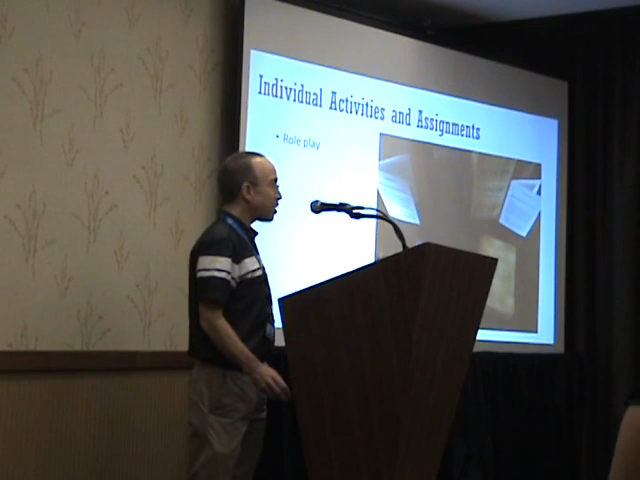 Individual Activities and Assignments
• Role play